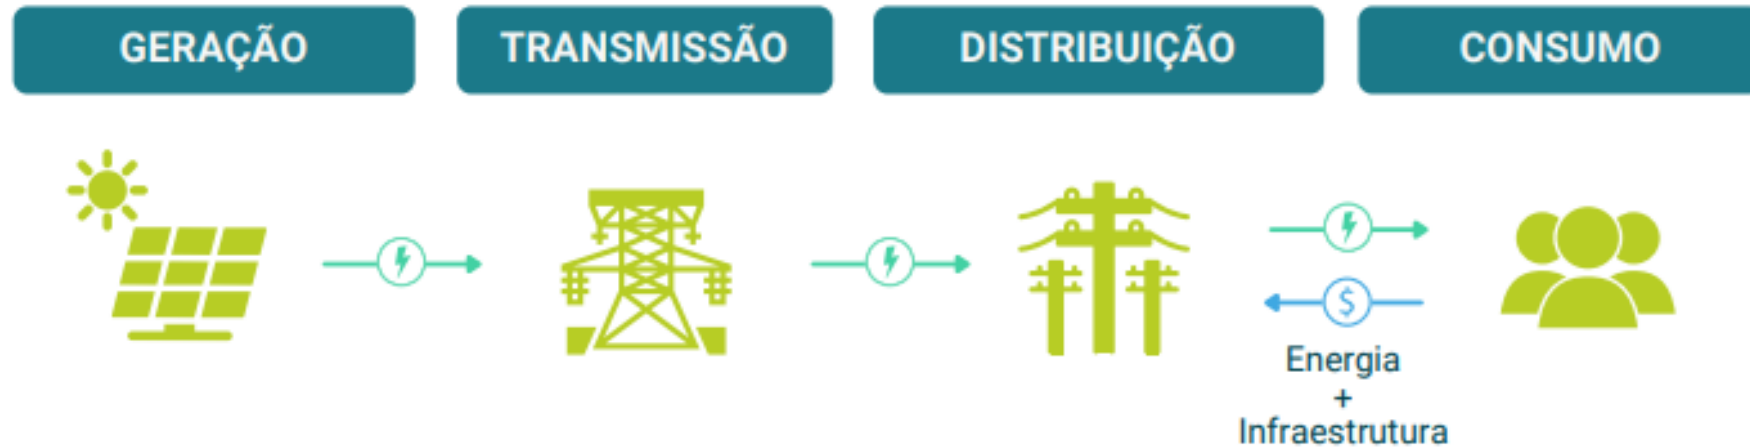 GERAÇÃO
TRANSMISSÃO
DISTRIBUIÇÃO
CONSUMO
$
Energia
+
Infraestrutura